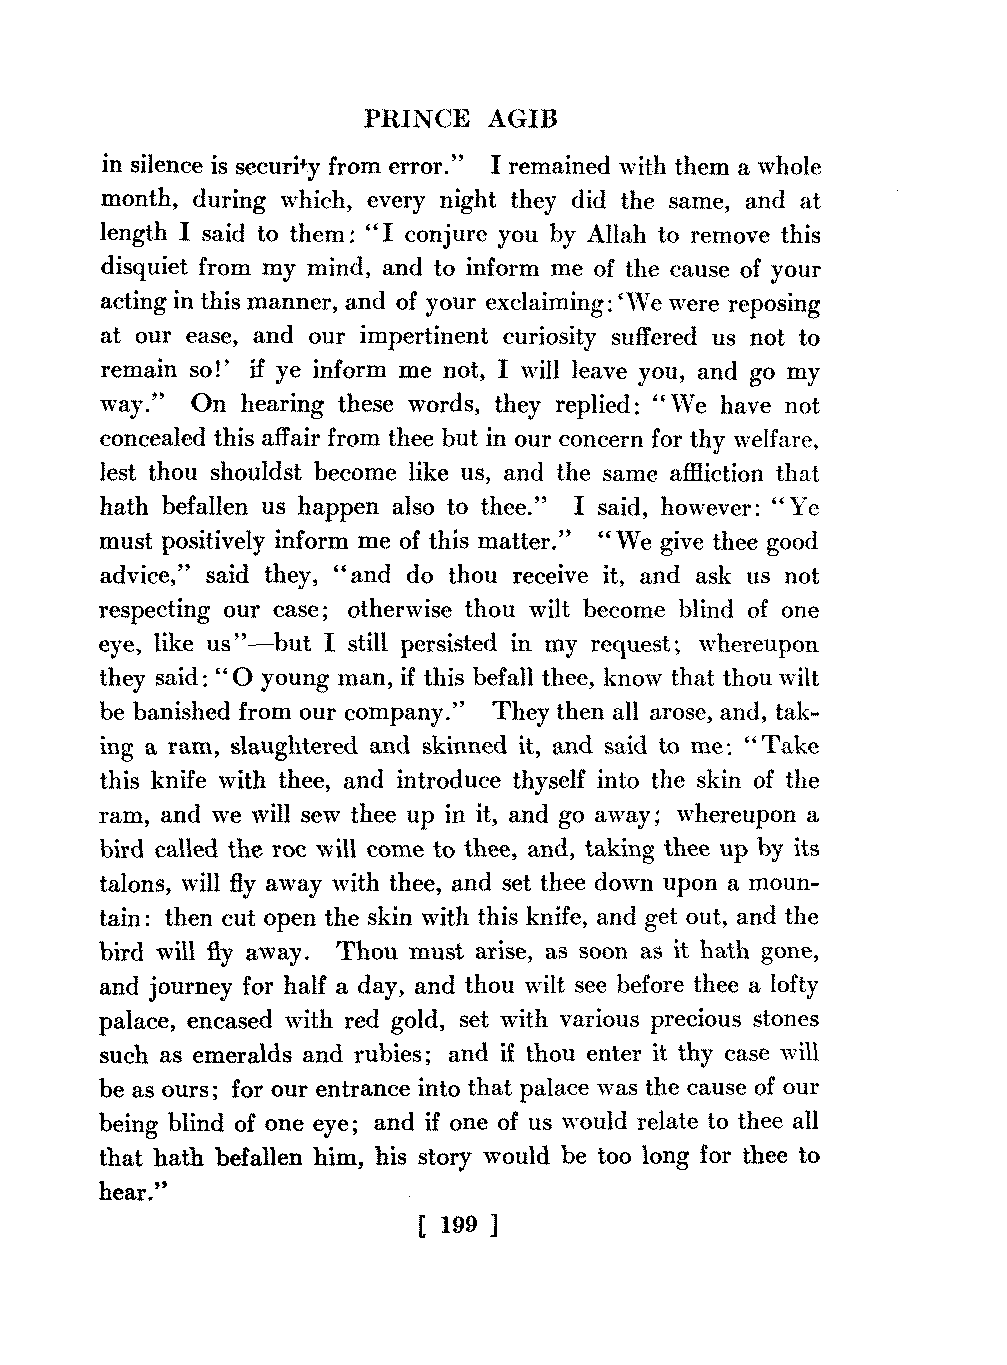 PRINCE AGIB
in silence is security from error.” I remained with them a whole
month, during which, every night they did the same, and at
length I said to them: “I conjure you by Allah to remove this
disquiet from my mind, and to inform me of the cause of your
acting in this manner, and of your exclaiming: ‘We were reposing
at our ease, and our impertinent curiosity suffered us not to
remain so!’ if ye inform me not, I will leave you, and go my
way.” On hearing these words, they replied: “We have not
concealed this affair from thee but in our concern for thy welfare,
lest thou shouldst become like us, and the same affliction that
hath befallen us happen also to thee.” I said, however: “Ye
must positively inform me of this matter.” “We give thee good
advice,” said they, “and do thou receive it, and ask us not
respecting our case; otherwise thou wilt become blind of one
eye, like us”—but I still persisted in my request; whereupon
they said: “O young man, if this befall thee, know that thou wilt
be banished from our company.” They then all arose, and, tak-
ing a ram, slaughtered and skinned it, and said to me: “Take
this knife with thee, and introduce thyself into the skin of the
ram, and we will sew thee up in it, and go away; whereupon a
bird called the roc will come to thee, and, taking thee up by its
talons, will fly away with thee, and set thee down upon a moun-
tain: then cut open the skin with this knife, and get out, and the
bird will fly away. Thou must arise, as soon as it hath gone,
and journey for half a day, and thou wilt see before thee a lofty
palace, encased with red gold, set with various precious stones
such as emeralds and rubies; and if thou enter it thy case will
be as ours; for our entrance into that palace was the cause of our
being blind of one eye; and if one of us would relate to thee all
that hath befallen him, his story would be too long for thee to
hear.”
[ 199 ]